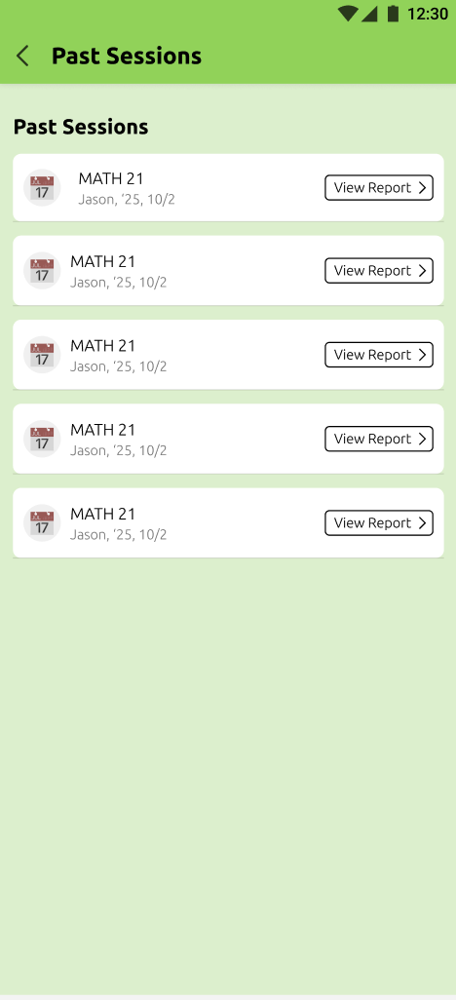 12:30
Past Sessions
Past Sessions
17
MATH 21
Jason, ‘25, 10/2
View Report
17
MATH 21
Jason, ‘25, 10/2
View Report
17
MATH 21
Jason, ‘25, 10/2
View Report
17
MATH 21
Jason, ‘25, 10/2
View Report
17
MATH 21
Jason, ‘25, 10/2
View Report